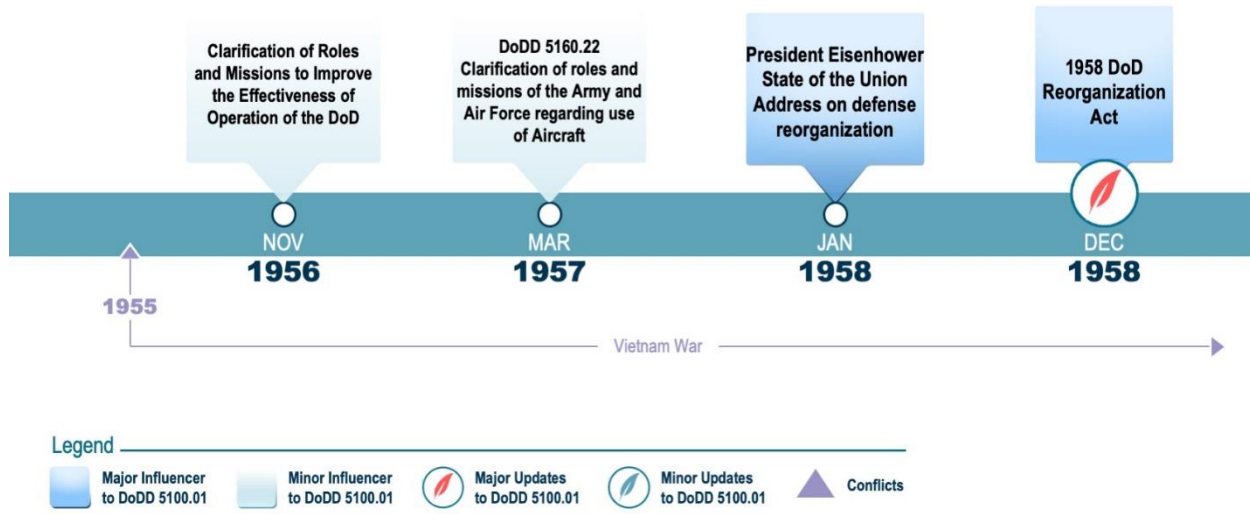 Clarification of Roles
and Missions to Improve
the Effectiveness of
Operation of the DoD
DoDD 5160.22
Clarification of roles and
missions of the Army and
Air Force regarding use
of Aircraft
President Eisenhower
State of the Union
Address on defense
reorganization
1958 DoD
Reorganization
Act
NOV
1956
MAR
1957
JAN
1958
DEC
1958
1955
Vietnam War
Legend
Major Influencer
to DoDD 5100.01
Minor Influencer
to DoDD 5100.01
Major Updates
to DoDD 5100.01
Minor Updates
to DoDD 5100.01
Conflicts